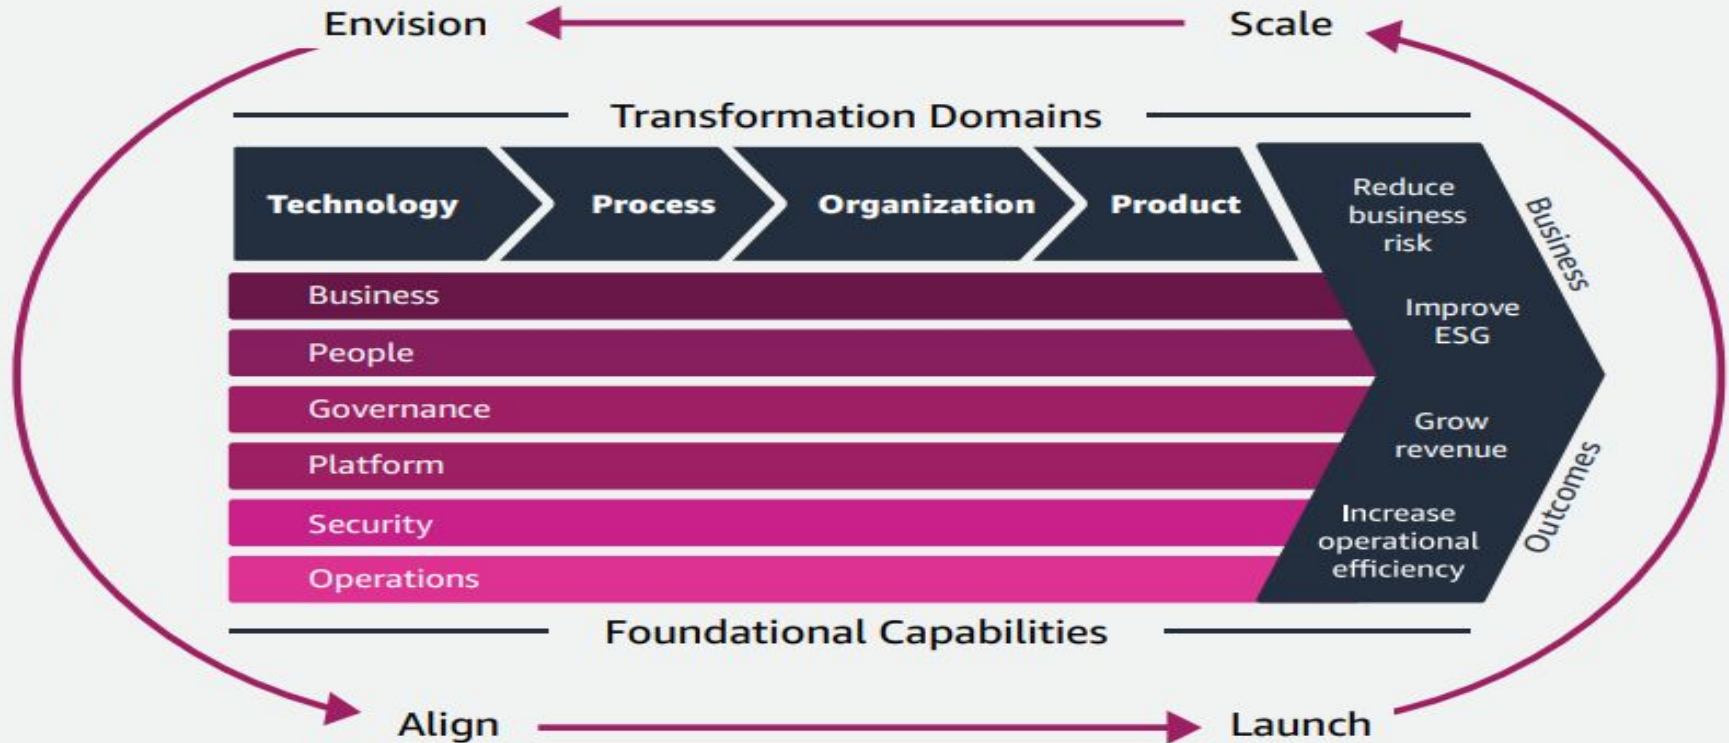 Envision
Scale
Transformation Domains
Technology
Process
Organization
Product
Reduce
business
risk
Improve
ESG
Grow
revenue
Increase
operational
efficiency
Business
Outcomes
Business
People
Governance
Platform
Security
Operations
Foundational Capabilities
Align
Launch